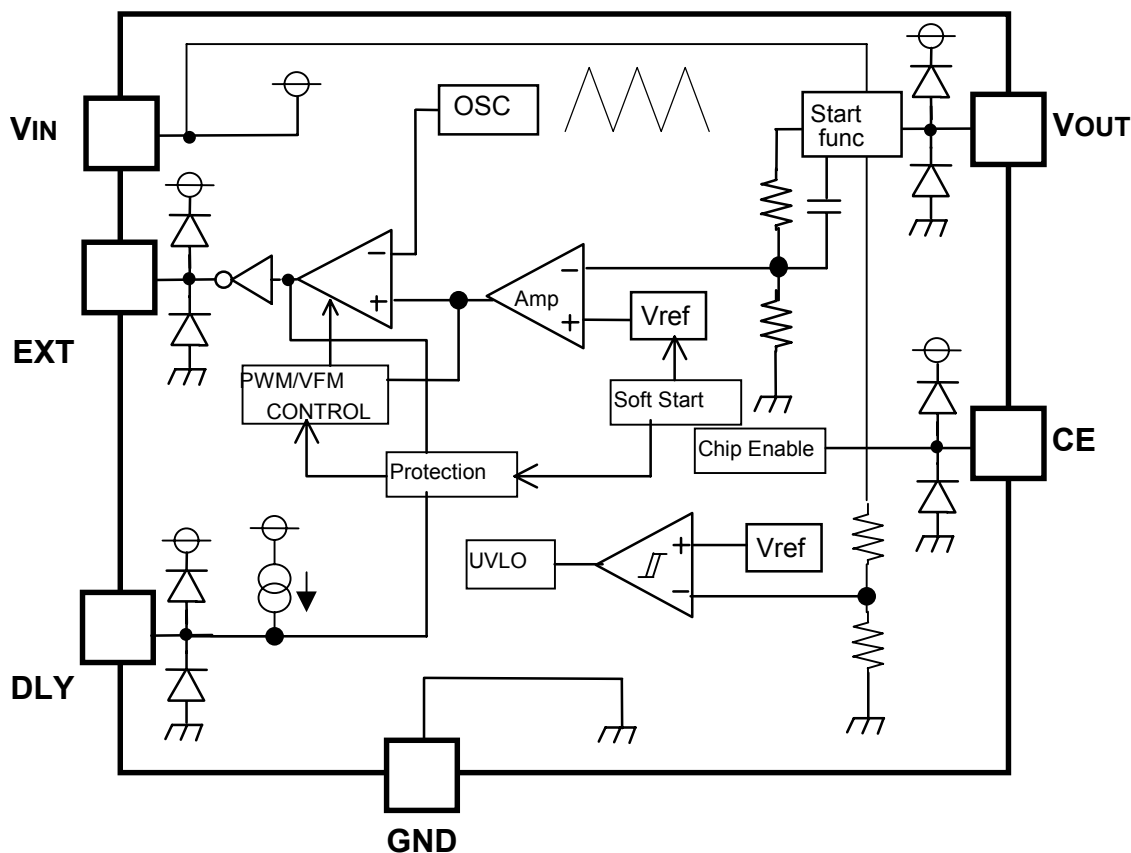 OSC
Start
func
VIN
VOUT
−
+
−
Amp
+
Vref
EXT
PWM/VFM
CONTROL
Soft Start
Chip Enable
CE
Protection
UVLO
+
−
Vref
DLY
GND